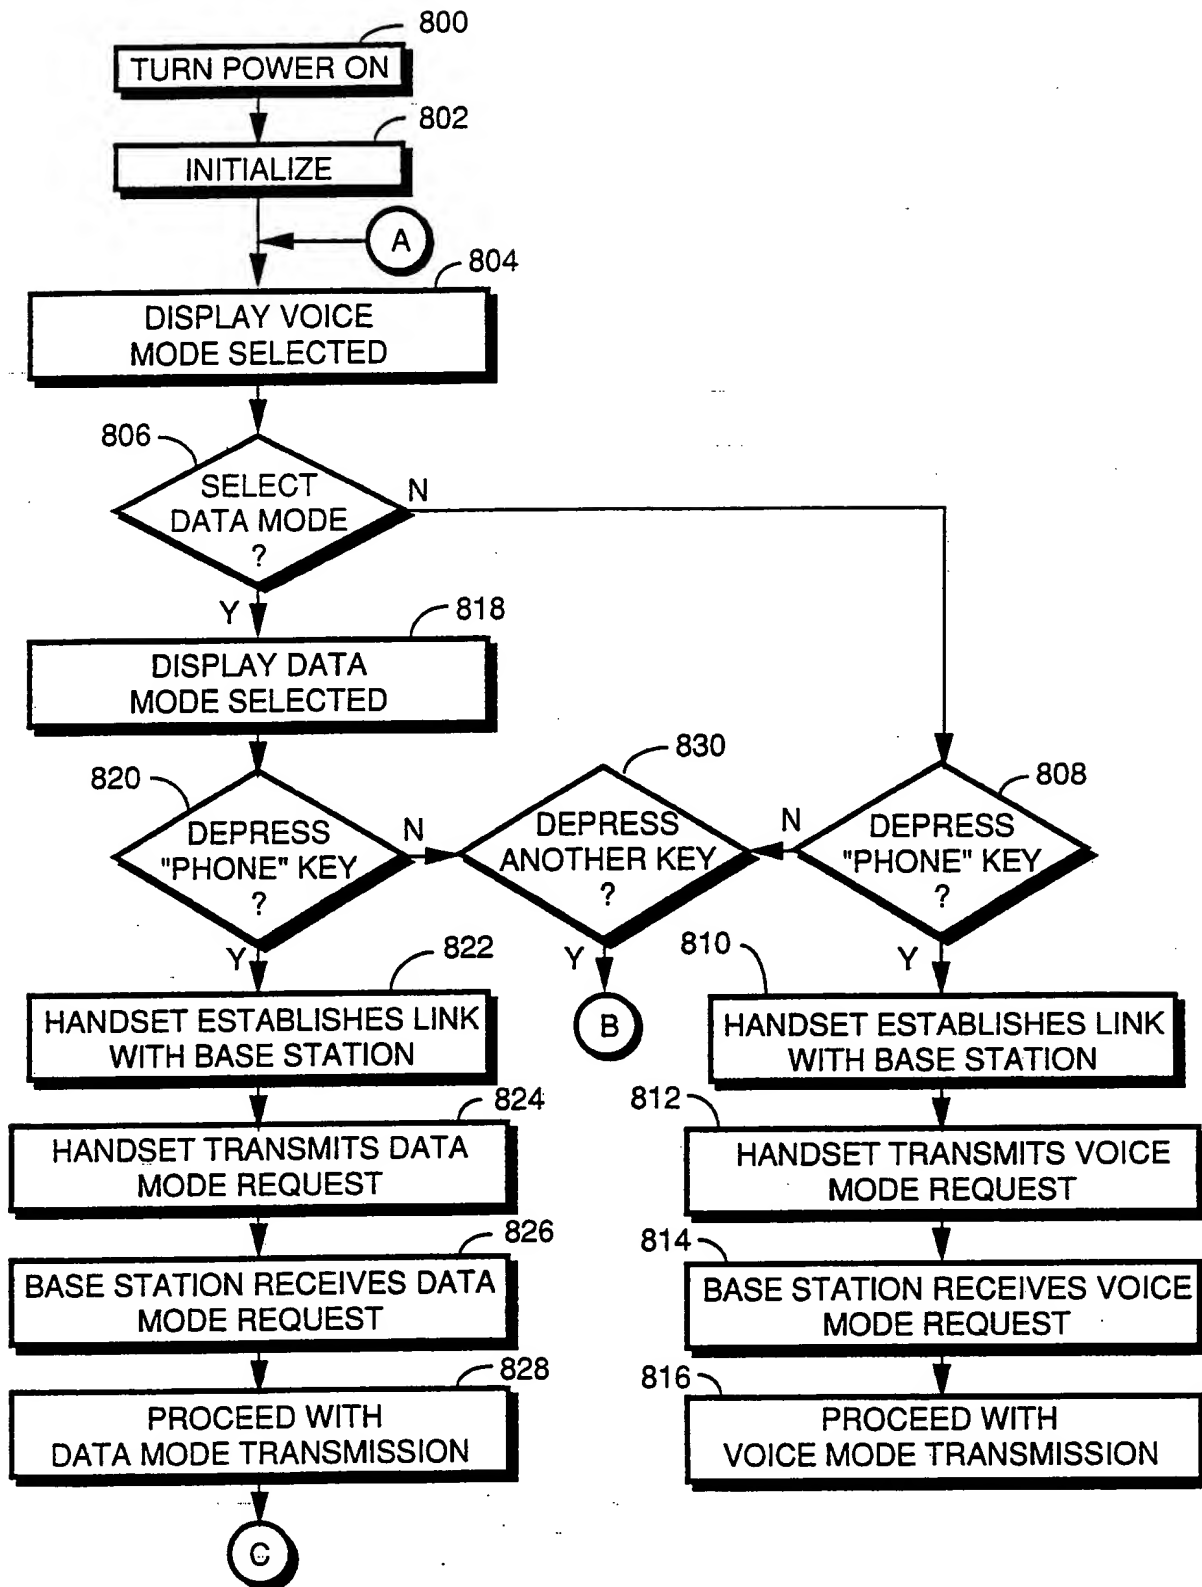 800
TURN POWER ON
802
INITIALIZE
A
804
DISPLAY VOICE
MODE SELECTED
806
SELECT
DATA MODE
?
N
Y
818
DISPLAY DATA
MODE SELECTED
820
DEPRESS
"PHONE" KEY
?
N
Y
830
DEPRESS
ANOTHER KEY
?
Y
B
808
DEPRESS
"PHONE" KEY
?
N
Y
822
HANDSET ESTABLISHES LINK
WITH BASE STATION
824
HANDSET TRANSMITS DATA
MODE REQUEST
826
BASE STATION RECEIVES DATA
MODE REQUEST
828
PROCEED WITH
DATA MODE TRANSMISSION
C
810
HANDSET ESTABLISHES LINK
WITH BASE STATION
812
HANDSET TRANSMITS VOICE
MODE REQUEST
814
BASE STATION RECEIVES VOICE
MODE REQUEST
816
PROCEED WITH
VOICE MODE TRANSMISSION